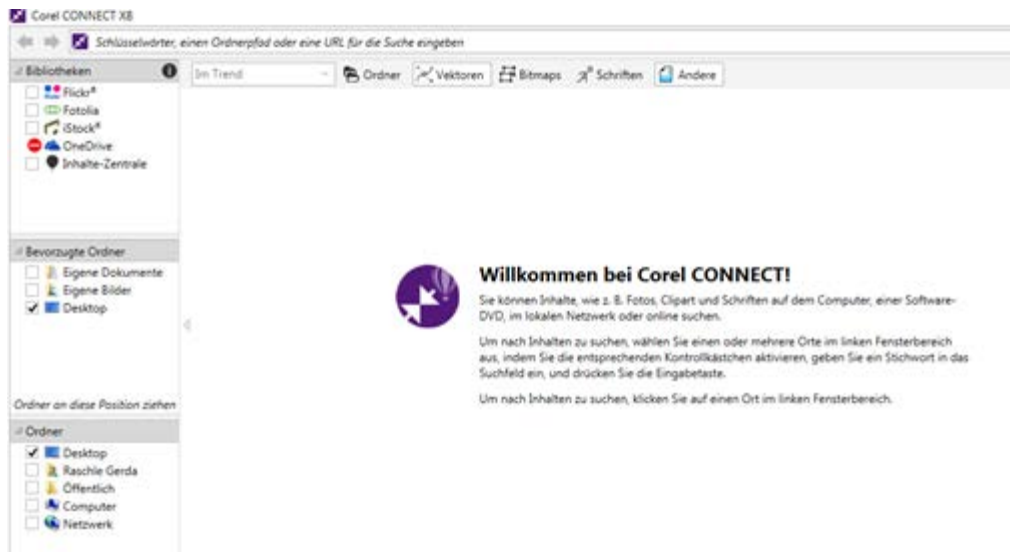 Corel CONNECT X8
Schlüsselwörter, einen Ordnerpfad oder eine URL für die Suche eingeben
Bibliotheken
Im Trend Ordner Vektoren Bitmaps Schriften Andere
Flickr®
Fotolia
iStock®
OneDrive
Inhalte-Zentrale
Bevorzugte Ordner
Eigene Dokumente
Eigene Bilder
Desktop
Ordner an diese Position ziehen
Ordner
Desktop
Raschle Gerda
Öffentlich
Computer
Netzwerk
Willkommen bei Corel CONNECT!
Sie können Inhalte, wie z. B. Fotos, Clipart und Schriften auf dem Computer, einer Software-
DVD, im lokalen Netzwerk oder online suchen.
Um nach Inhalten zu suchen, wählen Sie einen oder mehrere Orte im linken Fensterbereich
aus, indem Sie die entsprechenden Kontrollkästchen aktivieren, geben Sie ein Stichwort in das
Suchfeld ein, und drücken Sie die Eingabetaste.
Um nach Inhalten zu suchen, klicken Sie auf einen Ort im linken Fensterbereich.